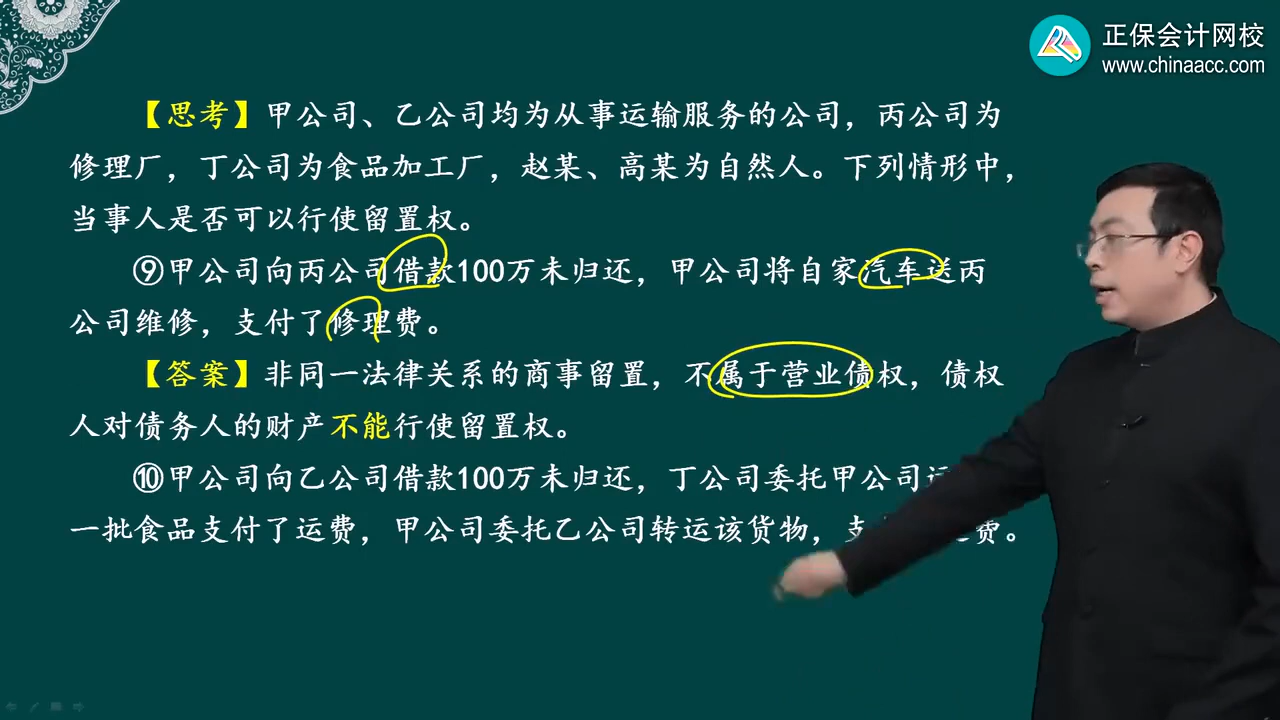 正保会计网校
www.chinaacc.com
【思考】甲公司、乙公司均为从事运输服务的公司，丙公司为
修理厂，丁公司为食品加工厂，赵某、高某为自然人。下列情形中，
当事人是否可以行使留置权。
⑨甲公司向丙公司借款100万未归还，甲公司将自家汽车送丙
公司维修，支付了修理费。
【答案】非同一法律关系的商事留置，不属于营业债权，债权
人对债务人的财产不能行使留置权。
⑩甲公司向乙公司借款100万未归还，丁公司委托甲公司
一批食品支付了运费，甲公司委托乙公司转运该货物，支费。